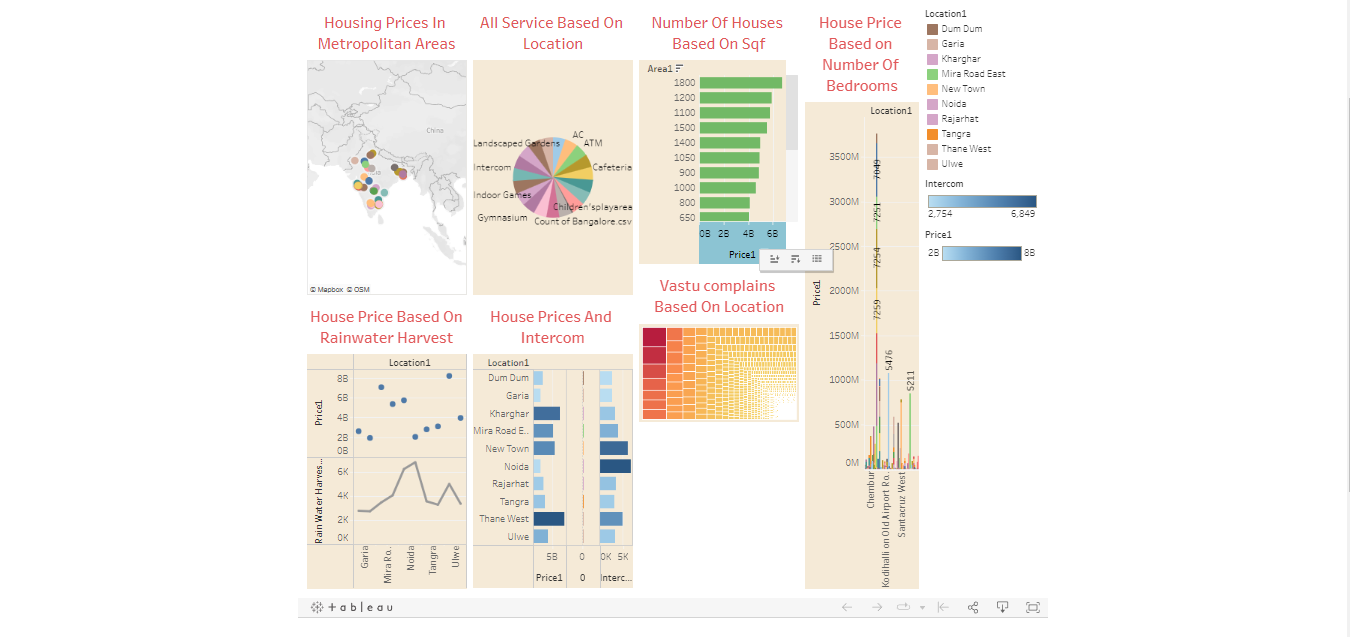 Housing Prices In
Metropolitan Areas
China
© Mapbox © OSM
All Service Based On
Location
AC
Landscaped Gardens
ATM
Intercom
Cafeteria
Indoor Games
Children'splayarea
Gymnasium
Count of Bangalore.csv
Number Of Houses
Based On Sqf
Area1
1800
1200
1100
1500
1400
1050
900
1000
800
650
0B 2B 4B 6B
Price1
House Price
Based on
Number Of
Bedrooms
Location1
3500M
3000M
2500M
2000M
1500M
1000M
500M
0M
Price1
7049
7251
7254
7259
5476
5211
Chembur
Kodihalli on Old Airport Ro..
Santacruz West
Location1
Dum Dum
Garia
Kharghar
Mira Road East
New Town
Noida
Rajarhat
Tangra
Thane West
Ulwe
Intercom
2,754 6,849
Price1
2B 8B
Vastu complains
Based On Location
House Price Based On
Rainwater Harvest
Location1
8B
6B
4B
2B
0B
Price1
6K
4K
2K
0K
Rain Water Harves...
Garia
Mira Ro..
Noida
Tangra
Ulwe
House Prices And
Intercom
Location1
Dum Dum
Garia
Kharghar
Mira Road E..
New Town
Noida
Rajarhat
Tangra
Thane West
Ulwe
5B 0 0K 5K
Price1 0 Interc...
+ a b l e a u